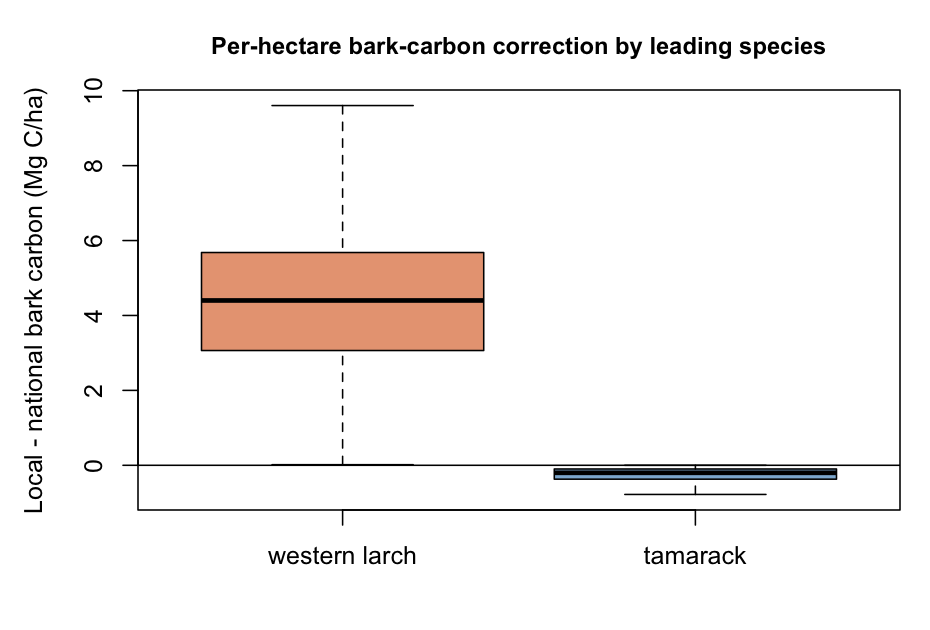 Per-hectare bark-carbon correction by leading species
Local - national bark carbon (Mg C/ha)
10
8
6
4
2
0
western larch
tamarack